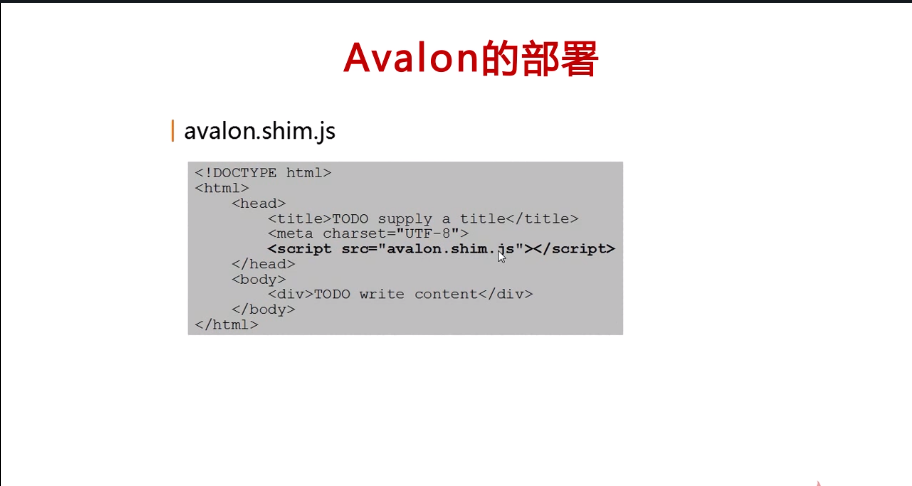 Avalon的部署
avalon.shim.js
<!DOCTYPE html>
<html>
<head>
<title>TODO supply a title</title>
<meta charset="UTF-8">
<script src="avalon.shim.js"></script>
</head>
<body>
<div>TODO write content</div>
</body>
</html>